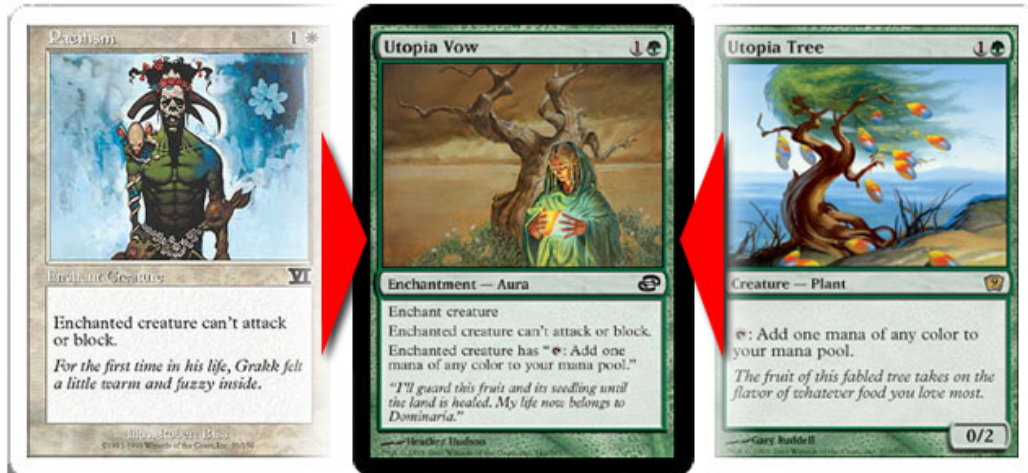 Pacifism 1
Enchant Creature VI
Enchanted creature can't attack
or block.
For the first time in his life, Grakk felt
a little warm and fuzzy inside.
Illus. Robert Bliss
Utopia Vow 1
Enchantment — Aura
Enchant creature
Enchanted creature can't attack or block.
Enchanted creature has “: Add one
mana of any color to your mana pool.”
“I'll guard this fruit and its seedling until
the land is healed. My life now belongs to
Dominaria.”
Heather Hudson
Utopia Tree 1
Creature — Plant 9
: Add one mana of any color to
your mana pool.
The fruit of this fabled tree takes on the
flavor of whatever food you love most.
Gary Ruddell
0/2